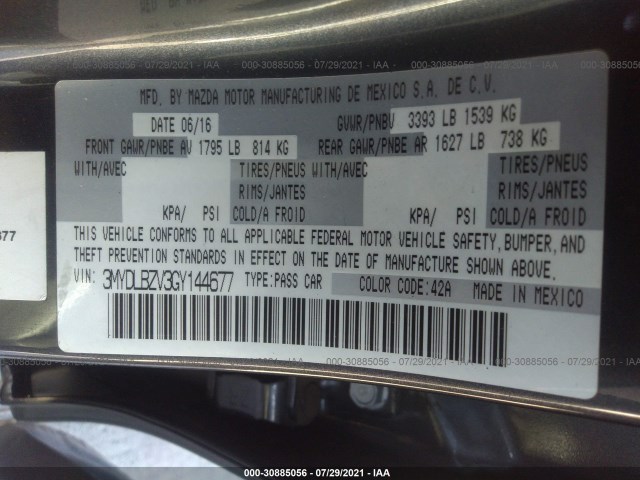 000-30885056 - 07/29/2021 - IAA
MFD. BY MAZDA MOTOR MANUFACTURING DE MEXICO S.A. DE C.V.
DATE 06/16 GVWR/PNBV 3393 LB 1539 KG
FRONT GAWR/PNBE AV 1795 LB 814 KG REAR GAWR/PNBE AR 1627 LB 738 KG
WITH/AVEC TIRES/PNEUS WITH/AVEC TIRES/PNEUS
RIMS/JANTES RIMS/JANTES
KPA/ PSI COLD/A FROID KPA/ PSI COLD/A FROID
THIS VEHICLE CONFORMS TO ALL APPLICABLE FEDERAL MOTOR VEHICLE SAFETY, BUMPER, AND
THEFT PREVENTION STANDARDS IN EFFECT ON THE DATE OF MANUFACTURE SHOWN ABOVE.
VIN: 3MYDLBZV3GY144677 TYPE:PASS CAR COLOR CODE:42A MADE IN MEXICO
000-30885056 - 07/29/2021 - IAA
000-30885056 - 07/29/2021 - IAA